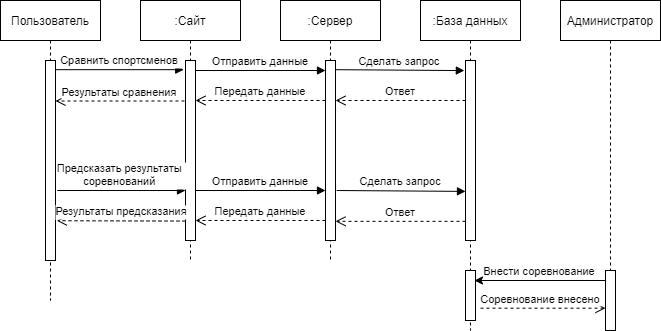 Пользователь
:Сайт
:Сервер
:База данных
Администратор
Сравнить спортсменов
Отправить данные
Сделать запрос
Результаты сравнения
Передать данные
Ответ
Предсказать результаты
соревнований
Отправить данные
Сделать запрос
Результаты предсказания
Передать данные
Ответ
Внести соревнование
Соревнование внесено